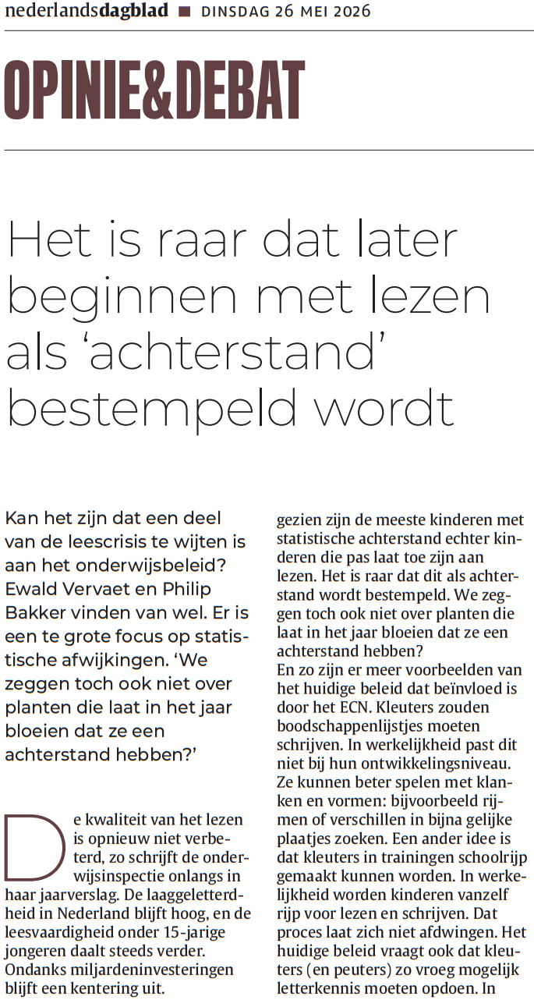 nederlandsdagblad ■ DINSDAG 26 MEI 2026
OPINIE&DEBAT
Het is raar dat later
beginnen met lezen
als ‘achterstand’
bestempeld wordt
Kan het zijn dat een deel
van de leescrisis te wijten is
aan het onderwijsbeleid?
Ewald Vervaet en Philip
Bakker vinden van wel. Er is
een te grote focus op statis-
tische afwijkingen. ‘We
zeggen toch ook niet over
planten die laat in het jaar
bloeien dat ze een
achterstand hebben?’
De kwaliteit van het lezen
is opnieuw niet verbe-
terd, zo schrijft de onder-
wijsinspectie onlangs in
haar jaarverslag. De laaggeletterd-
heid in Nederland blijft hoog, en de
leesvaardigheid onder 15-jarige
jongeren daalt steeds verder.
Ondanks miljardeninvesteringen
blijft een kentering uit.
gezien zijn de meeste kinderen met
statistische achterstand echter kin-
deren die pas laat toe zijn aan
lezen. Het is raar dat dit als achter-
stand wordt bestempeld. We zeg-
gen toch ook niet over planten die
laat in het jaar bloeien dat ze een
achterstand hebben?
En zo zijn er meer voorbeelden van
het huidige beleid dat beïnvloed is
door het ECN. Kleuters zouden
boodschappenlijstjes moeten
schrijven. In werkelijkheid past dit
niet bij hun ontwikkelingsniveau.
Ze kunnen beter spelen met klan-
ken en vormen: bijvoorbeeld rij-
men of verschillen in bijna gelijke
plaatjes zoeken. Een ander idee is
dat kleuters in trainingen schoolrijp
gemaakt kunnen worden. In werke-
lijkheid worden kinderen vanzelf
rijp voor lezen en schrijven. Dat
proces laat zich niet afdwingen. Het
huidige beleid vraagt ook dat kleu-
ters (en peuters) zo vroeg mogelijk
letterkennis moeten opdoen. In